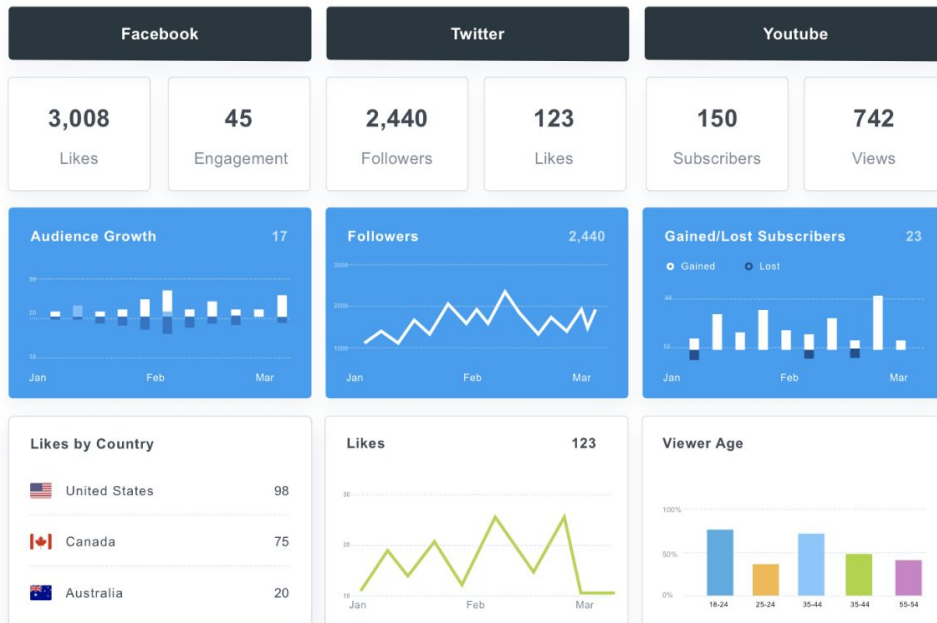 Facebook
Twitter
Youtube
3,008
Likes
45
Engagement
2,440
Followers
123
Likes
150
Subscribers
742
Views
Audience Growth 17
20
10
Jan Feb Mar
Followers 2,440
3000
2000
1000
Jan Feb Mar
Gained/Lost Subscribers 23
Gained Lost
Jan Feb Mar
Likes by Country
United States 98
Canada 75
Australia 20
Likes 123
10
Jan Feb Mar
Viewer Age
100%
50%
0%
18-24 25-24 35-44 35-44 55-54